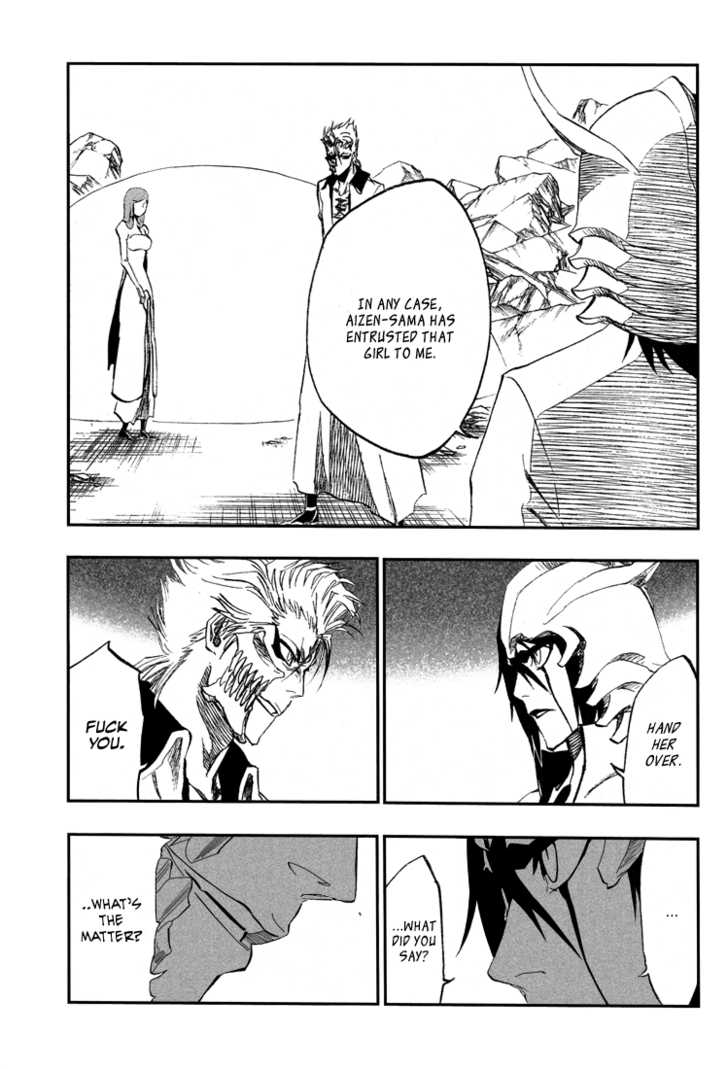 IN ANY CASE,
AIZEN-SAMA HAS
ENTRUSTED THAT
GIRL TO ME.
HAND
HER
OVER.
FUCK
YOU.
...
...WHAT
DID YOU
SAY?
..WHAT'S
THE
MATTER?